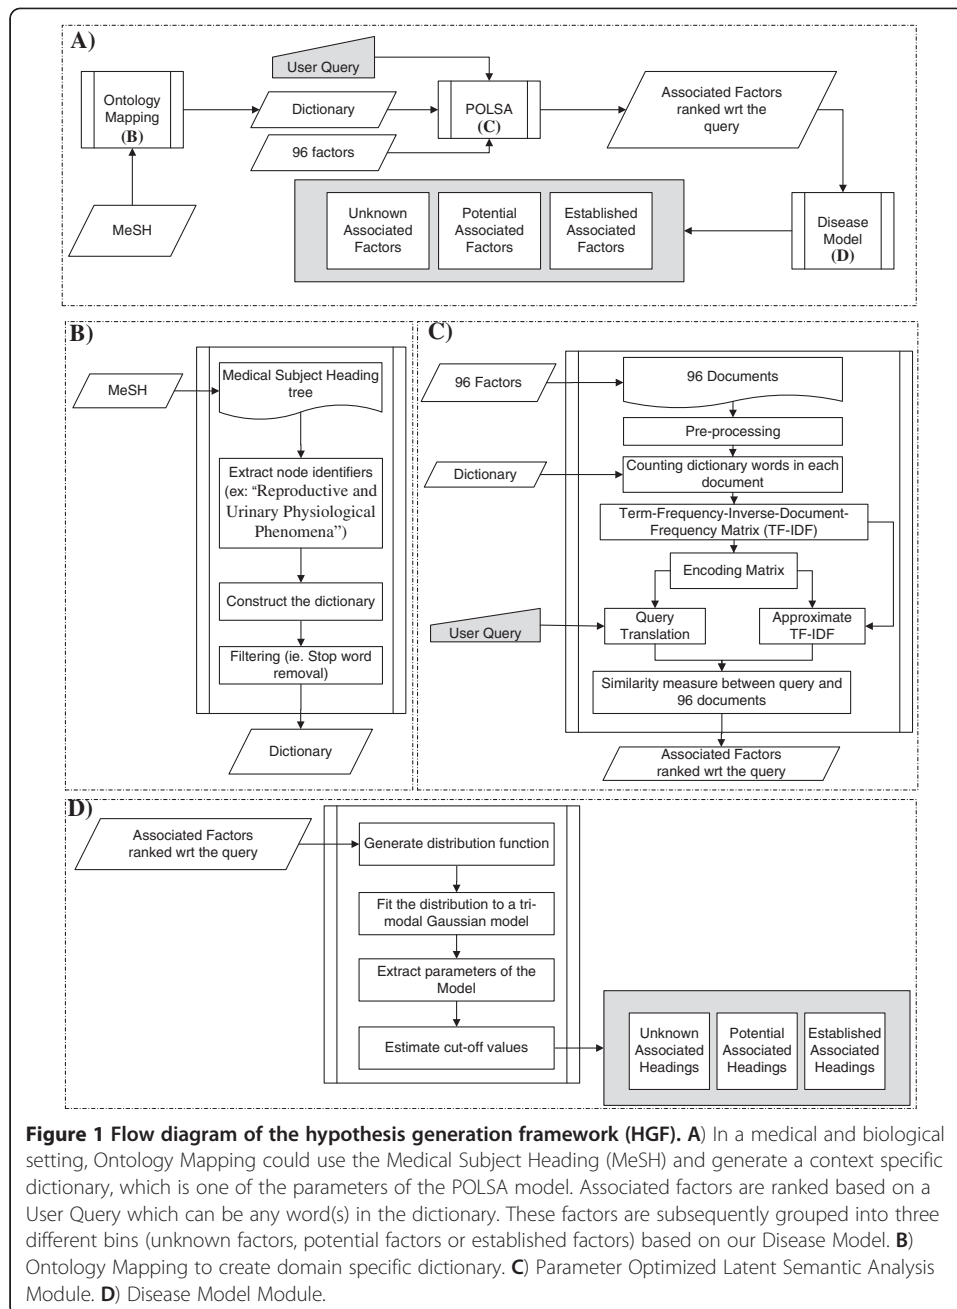 A)
User Query
Ontology
Mapping
(B)
Dictionary
96 factors
POLSA
(C)
Associated Factors
ranked wrt the
query
MeSH
Unknown
Associated
Factors
Potential
Associated
Factors
Established
Associated
Factors
Disease
Model
(D)
B)
MeSH
Medical Subject Heading
tree
Extract node identifiers
(ex: “Reproductive and
Urinary Physiological
Phenomena”)
Construct the dictionary
Filtering (ie. Stop word
removal)
Dictionary
C)
96 Factors
96 Documents
Pre-processing
Dictionary
Counting dictionary words in each
document
Term-Frequency-Inverse-Document-
Frequency Matrix (TF-IDF)
Encoding Matrix
User Query
Query
Translation
Approximate
TF-IDF
Similarity measure between query and
96 documents
Associated Factors
ranked wrt the query
D)
Associated Factors
ranked wrt the query
Generate distribution function
Fit the distribution to a tri-
modal Gaussian model
Extract parameters of the
Model
Estimate cut-off values
Unknown
Associated
Headings
Potential
Associated
Headings
Established
Associated
Headings
Figure 1 Flow diagram of the hypothesis generation framework (HGF). A) In a medical and biological
setting, Ontology Mapping could use the Medical Subject Heading (MeSH) and generate a context specific
dictionary, which is one of the parameters of the POLSA model. Associated factors are ranked based on a
User Query which can be any word(s) in the dictionary. These factors are subsequently grouped into three
different bins (unknown factors, potential factors or established factors) based on our Disease Model. B)
Ontology Mapping to create domain specific dictionary. C) Parameter Optimized Latent Semantic Analysis
Module. D) Disease Model Module.